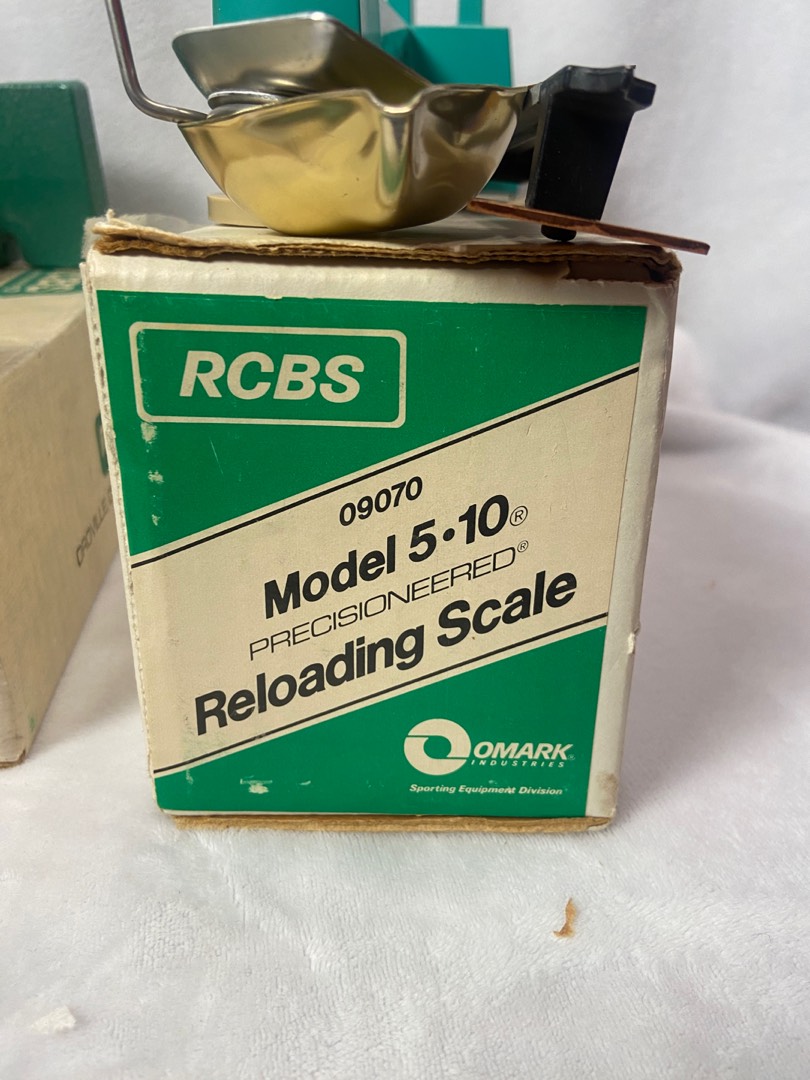 RCBS
09070
Model 5•10®
PRECISIONEERED®
Reloading Scale
OMARK®
INDUSTRIES
Sporting Equipment Division